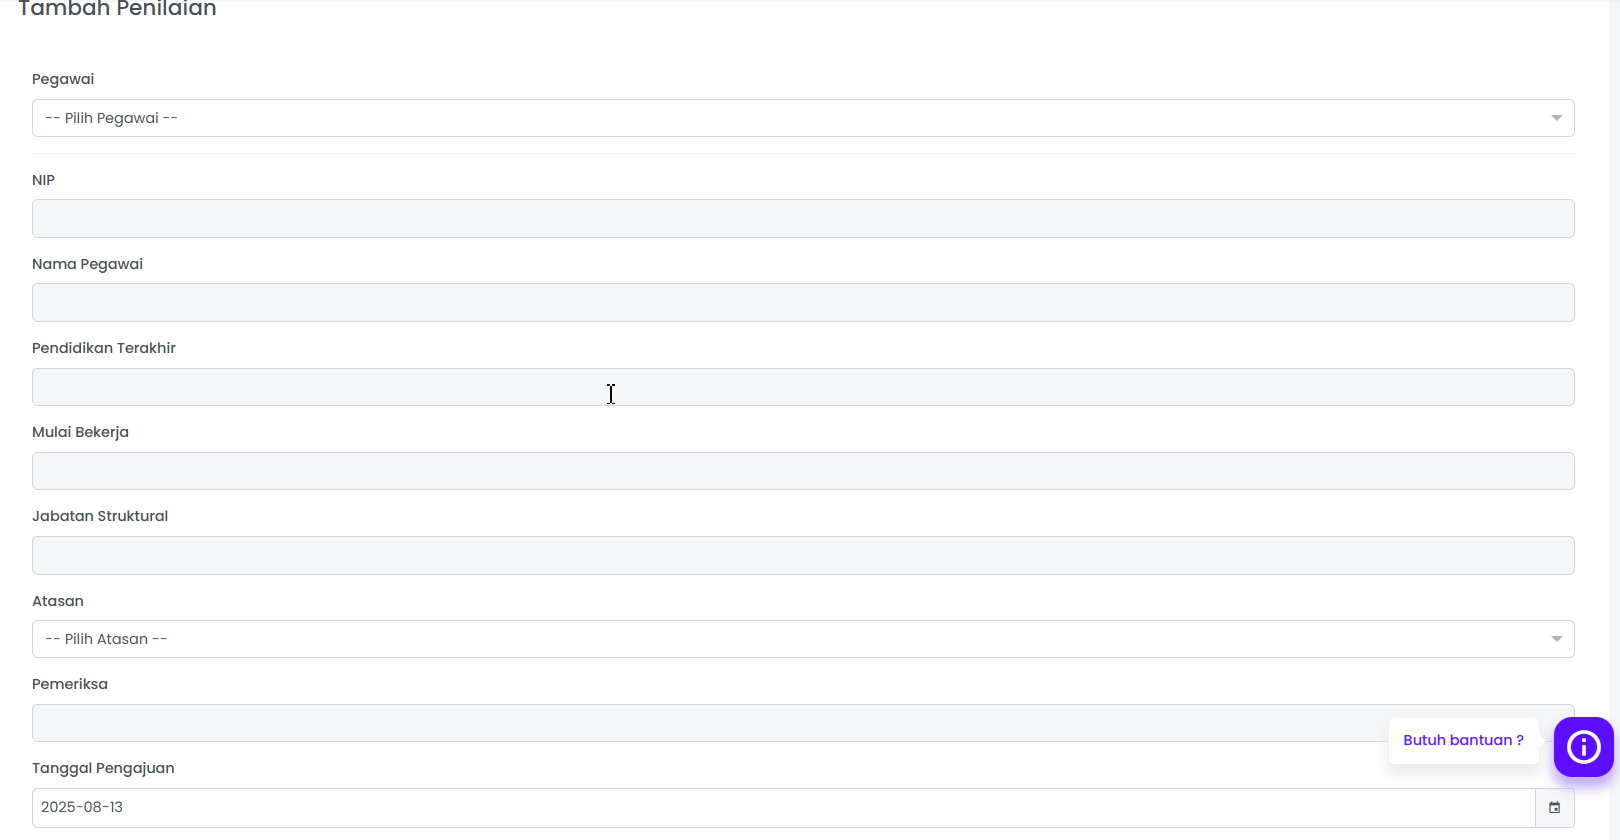 Tambah Penilaian
Pegawai
-- Pilih Pegawai --
NIP
Nama Pegawai
Pendidikan Terakhir
Mulai Bekerja
Jabatan Struktural
Atasan
-- Pilih Atasan --
Pemeriksa
Butuh bantuan ?
Tanggal Pengajuan
2025-08-13